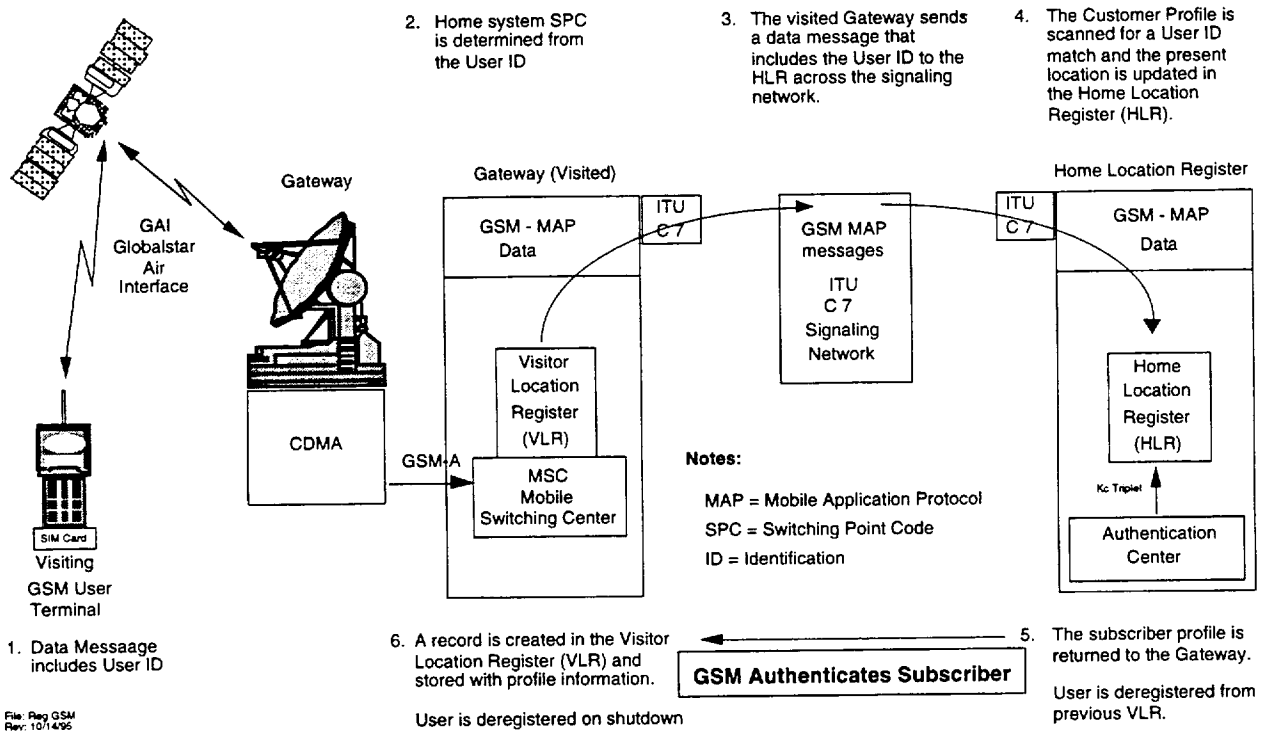 2. Home system SPC
is determined from
the User ID
3. The visited Gateway sends
a data message that
includes the User ID to the
HLR across the signaling
network.
4. The Customer Profile is
scanned for a User ID
match and the present
location is updated in
the Home Location
Register (HLR).
GAI
Globalstar
Air
Interface
Gateway
CDMA
GSM-A
Gateway (Visited)
GSM - MAP
Data
ITU
C 7
Visitor
Location
Register
(VLR)
MSC
Mobile
Switching Center
GSM MAP
messages
ITU
C 7
Signaling
Network
Home Location Register
ITU
C 7
GSM - MAP
Data
Home
Location
Register
(HLR)
Kc Triplet
Authentication
Center
Notes:
MAP = Mobile Application Protocol
SPC = Switching Point Code
ID = Identification
SIM Card
Visiting
GSM User
Terminal
1. Data Messaage
includes User ID
6. A record is created in the Visitor
Location Register (VLR) and
stored with profile information.
User is deregistered on shutdown
GSM Authenticates Subscriber
5. The subscriber profile is
returned to the Gateway.
User is deregistered from
previous VLR.
File: Reg GSM
Rev: 10/14/95